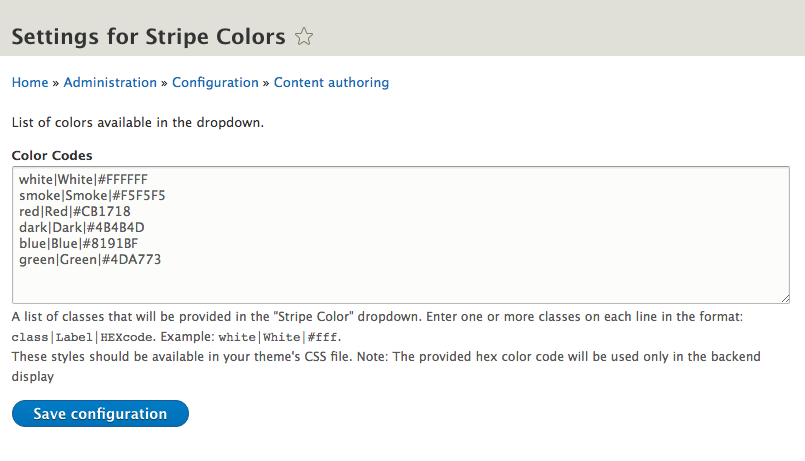 Settings for Stripe Colors
Home » Administration » Configuration » Content authoring
List of colors available in the dropdown.
Color Codes
white|White|#FFFFFF
smoke|Smoke|#F5F5F5
red|Red|#CB1718
dark|Dark|#4B4B4D
blue|Blue|#8191BF
green|Green|#4DA773
A list of classes that will be provided in the "Stripe Color" dropdown. Enter one or more classes on each line in the format:
class|Label|HEXcode. Example: white|White|#fff.
These styles should be available in your theme's CSS file. Note: The provided hex color code will be used only in the backend
display
Save configuration